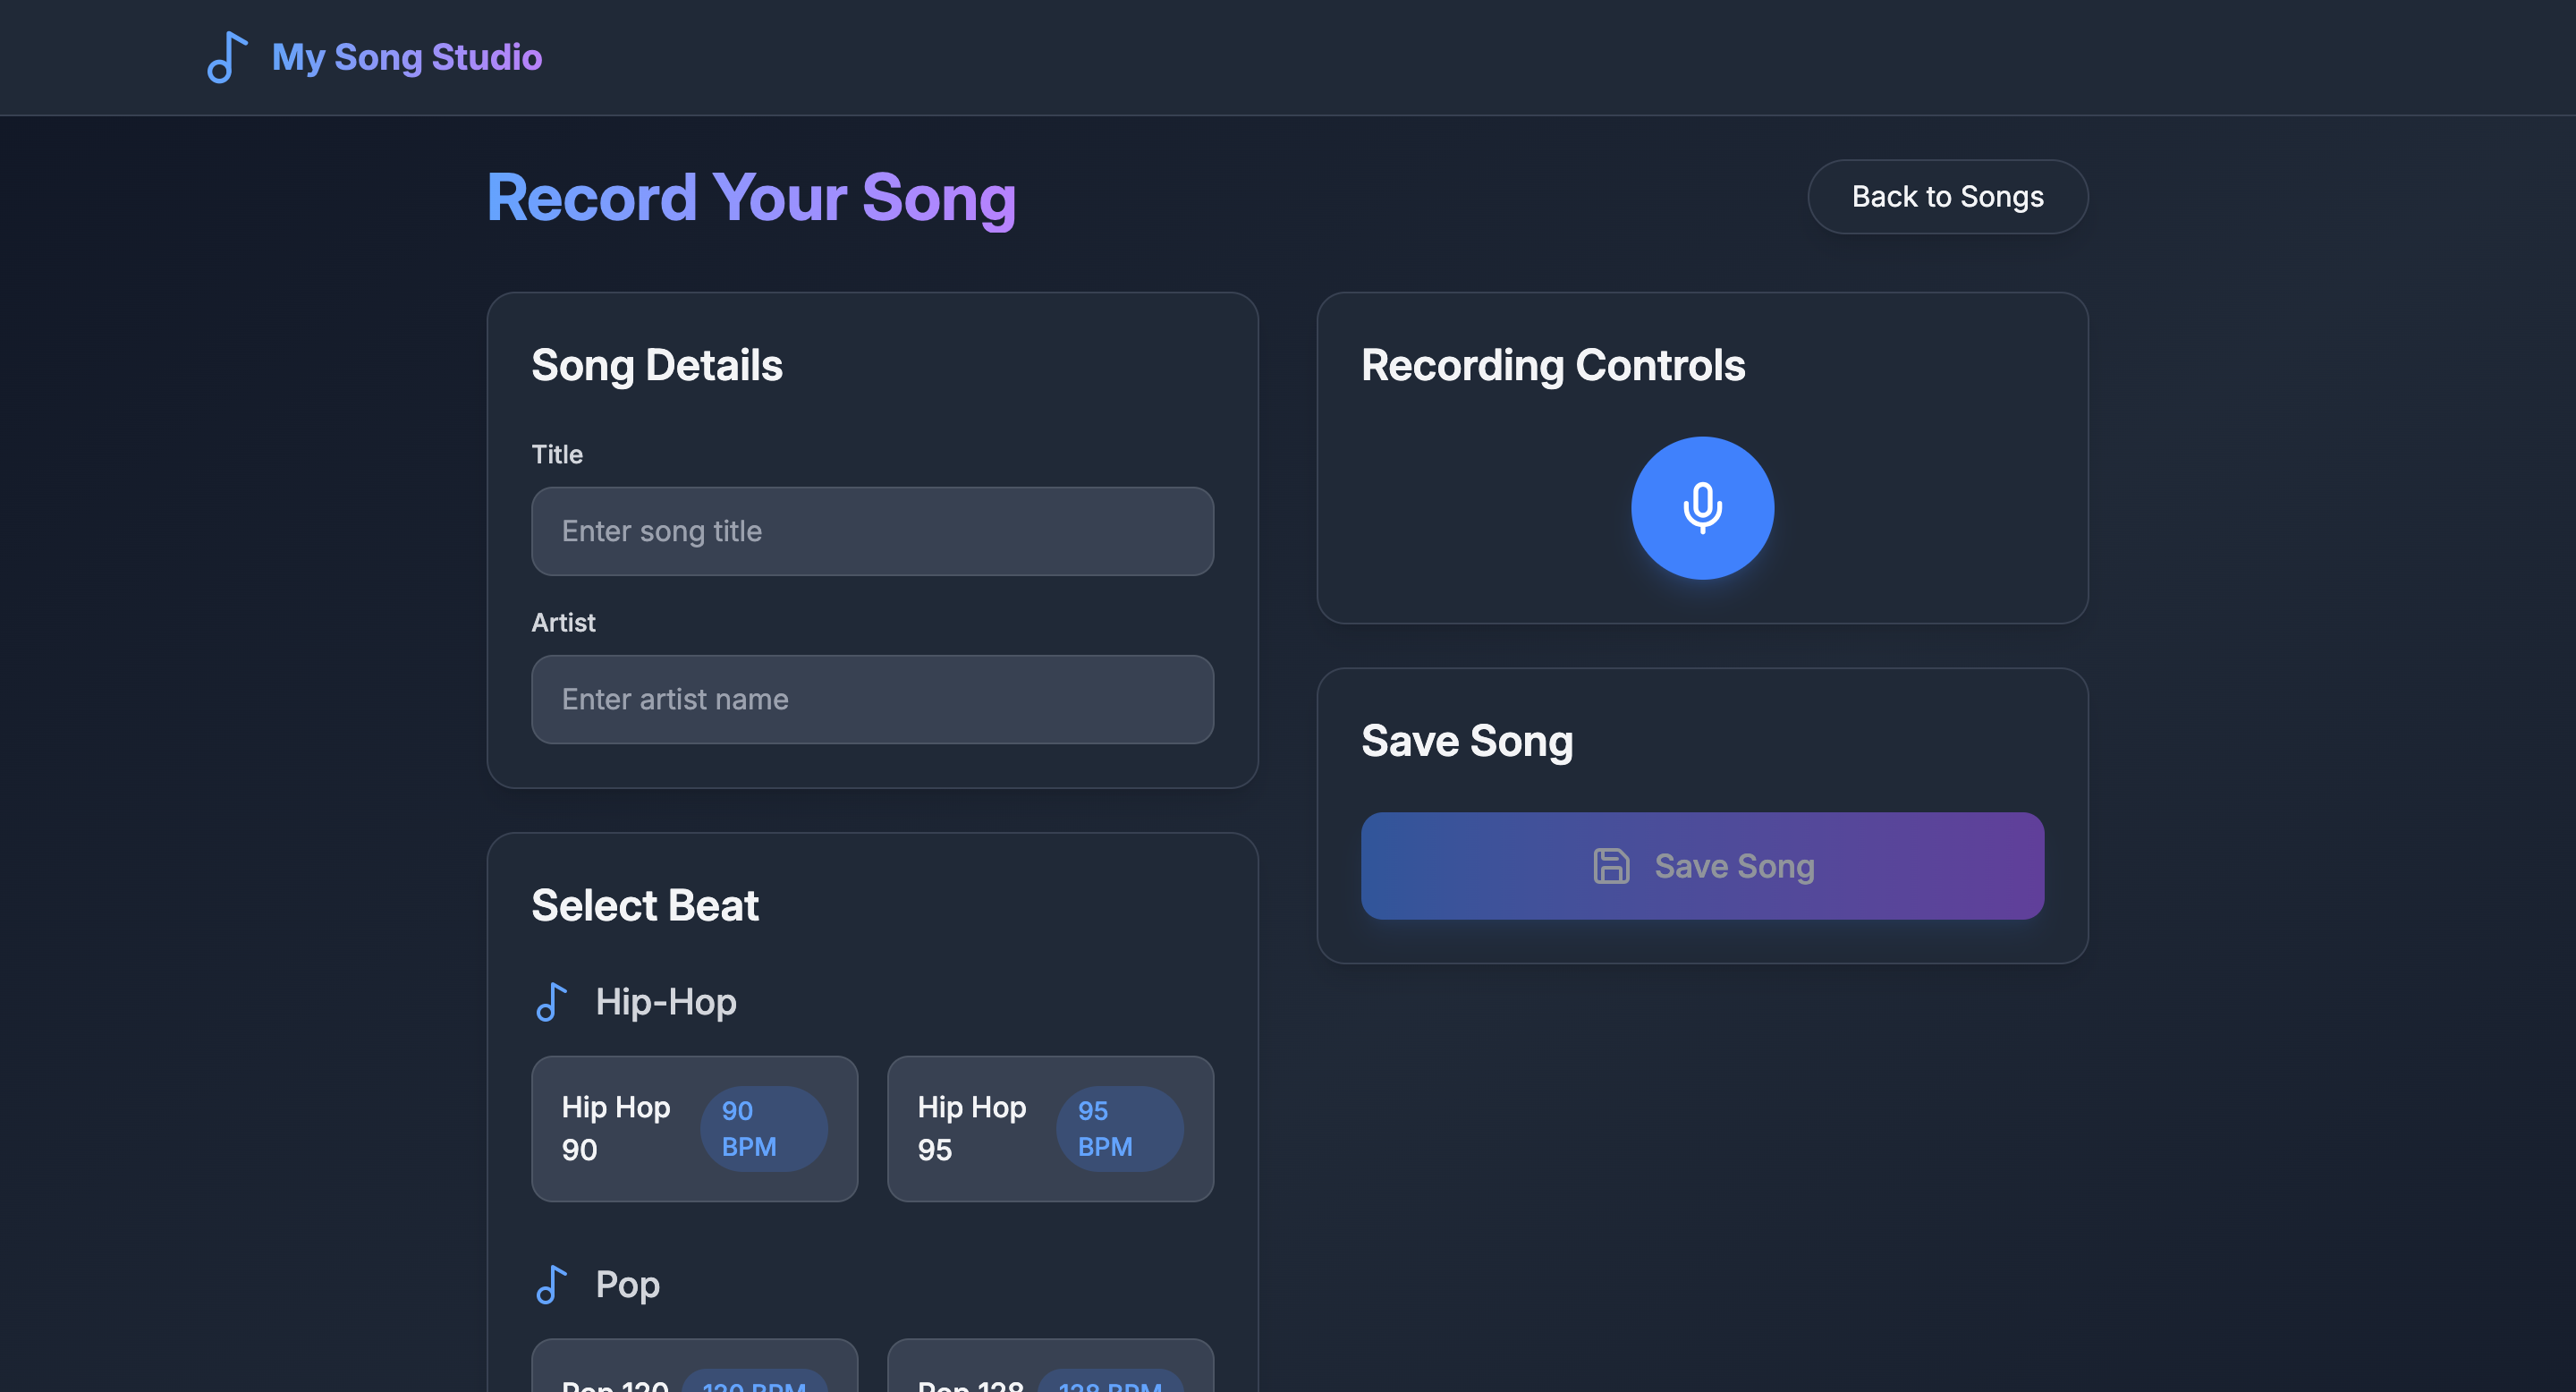 My Song Studio
Record Your Song
Back to Songs
Song Details
Title
Enter song title
Artist
Enter artist name
Select Beat
Hip-Hop
Hip Hop
90
90
BPM
Hip Hop
95
95
BPM
Pop
Pop 120
120 BPM
Pop 128
128 BPM
Recording Controls
Save Song
Save Song